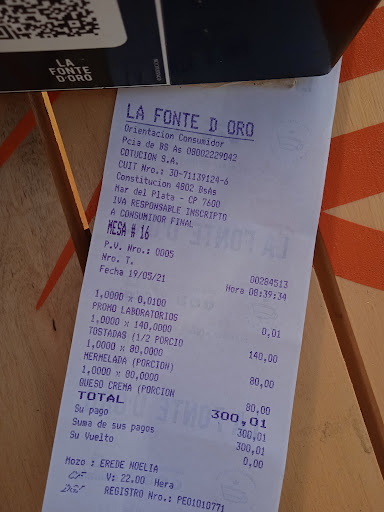 LA
FONTE
D'ORO
LA FONTE D ORO
Orientacion Consumidor
Pcia de BS As 08002229042
COTUCION S.A.
CUIT Nro.: 30-71139124-6
Constitucion 4802 BsAs
Mar del Plata - CP 7600
IVA RESPONSABLE INSCRIPTO
A CONSUMIDOR FINAL
MESA # 16
P.V. Nro.: 0005
Nro. T. 00284513
Fecha 19/05/21 Hora 08:39:34
1,0000 x 0,0100
PROMO LABORATORIOS 0,01
1,0000 x 140,0000
TOSTADAS (1/2 PORCIO 140,00
1,0000 x 80,0000
MERMELADA (PORCION) 80,00
1,0000 x 80,0000
QUESO CREMA (PORCION 80,00
TOTAL 300,01
Su pago 300,01
Suma de sus pagos 300,01
Su Vuelto 0,00
Mozo : EREDE NOELIA
V: 22.00 Hera
REGISTRO Nro.: PEO1010771